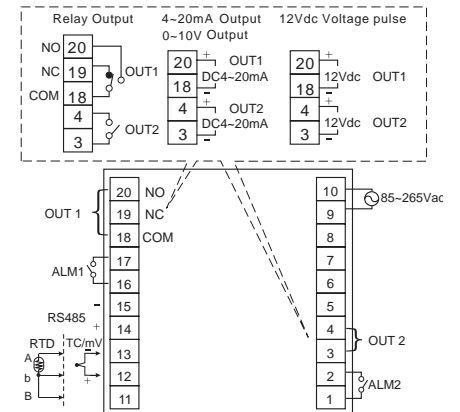 Relay Output 4~20mA Output 12Vdc Voltage pulse
0~10V Output
NO 20 + 20 OUT1 + 20
NC 19 OUT1 DC4~20mA 12Vdc OUT1
COM 18 18 - 18 -
4 + 4 OUT2 + 4
OUT2 DC4~20mA 12Vdc OUT2
3 3 - 3 -
20 NO 10
85~265Vac
OUT 1 19 NC 9
18 COM 8
17 7
ALM1
16 6
- 15 5
RS485
+ 14 4
OUT 2
RTD TC/mV - 13 3
A
b + 12 2
ALM2
B 11 1